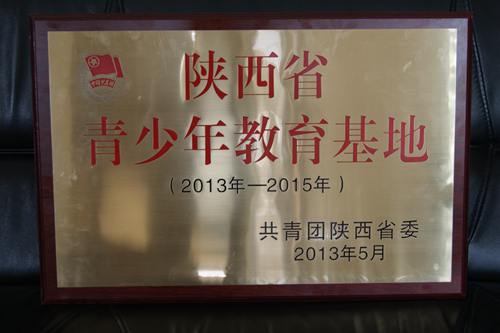 陕西省
青少年教育基地
（2013年—2015年）
共青团陕西省委
2013年5月